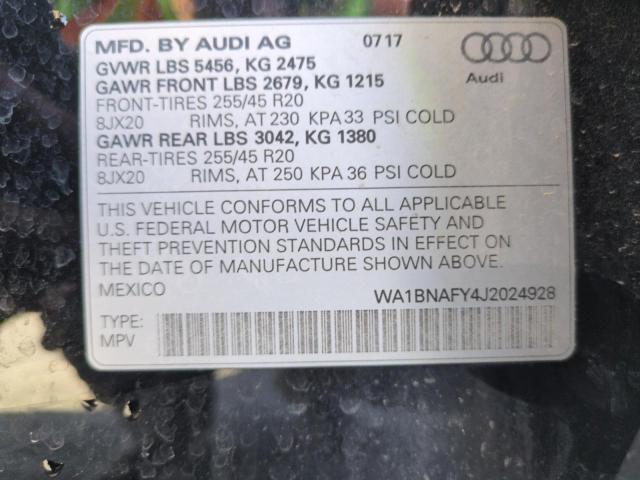 MFD. BY AUDI AG 07 17
GVWR LBS 5456, KG 2475
GAWR FRONT LBS 2679, KG 1215
FRONT-TIRES 255/45 R20
8JX20 RIMS, AT 230 KPA 33 PSI COLD
GAWR REAR LBS 3042, KG 1380
REAR-TIRES 255/45 R20
8JX20 RIMS, AT 250 KPA 36 PSI COLD
Audi
THIS VEHICLE CONFORMS TO ALL APPLICABLE
U.S. FEDERAL MOTOR VEHICLE SAFETY AND
THEFT PREVENTION STANDARDS IN EFFECT ON
THE DATE OF MANUFACTURE SHOWN ABOVE.
MEXICO WA1BNAFY4J2024928
TYPE:
MPV